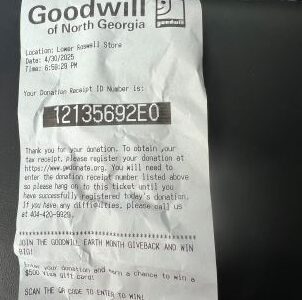 Goodwill
goodwill
of North Georgia
Location: Lower Roswell Store
Date: 4/30/2025
Time: 6:56:29 PM
Your Donation Receipt ID Number is:
12135692E0
Thank you for your donation. To obtain your
tax receipt, please register your donation at
https://www.gwdonate.org. You will need to
enter the donation receipt number listed above
so please hang on to this ticket until you
have successfully registered today's donation.
If you have any difficulties, please call us
at 404-420-9929.
JOIN THE GOODWILL EARTH MONTH GIVEBACK AND WIN
BIG!
Enter your donation and earn a chance to win a
$500 Visa gift card!
SCAN THE QR CODE TO ENTER TO WIN!